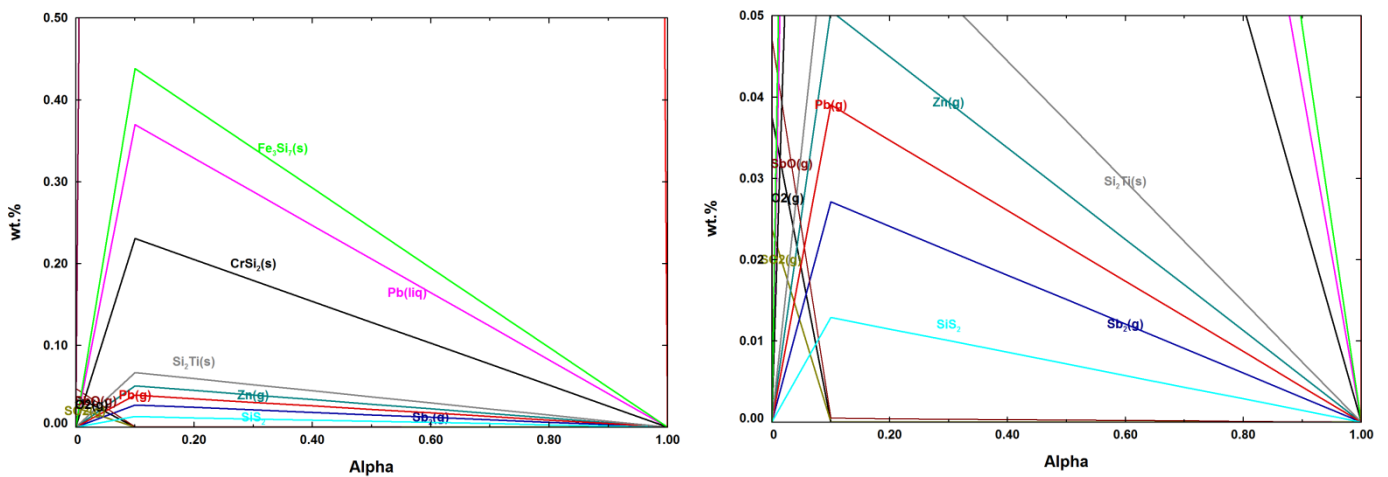 0.50
0.40
0.30
0.20
0.10
0.00
wt.%
Fe₃Si₇(s)
CrSi₂(s)
Pb(liq)
Si₂Ti(s)
Pb(g)
Zn(g)
Sb₂(g)
SiS₂
0 0.20 0.40 0.60 0.80 1.00
Alpha
0.05
0.04
0.03
0.02
0.01
0.00
wt.%
Pb(g)
Zn(g)
SbO(g)
Si₂Ti(s)
O2(g)
SO2(g)
Sb₂(g)
SiS₂
0 0.20 0.40 0.60 0.80 1.00
Alpha